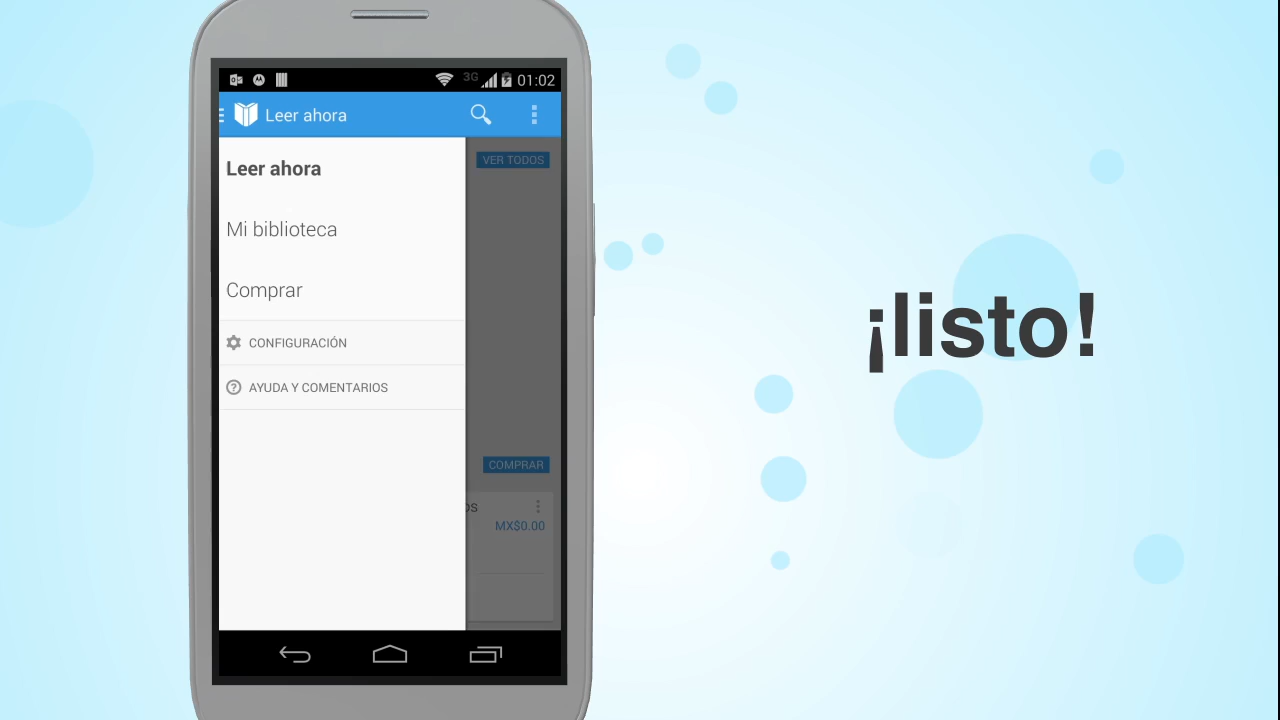 3G 01:02
Leer ahora
VER TODOS
Leer ahora
Mi biblioteca
Comprar
CONFIGURACIÓN
AYUDA Y COMENTARIOS
COMPRAR
MX$0.00
¡listo!